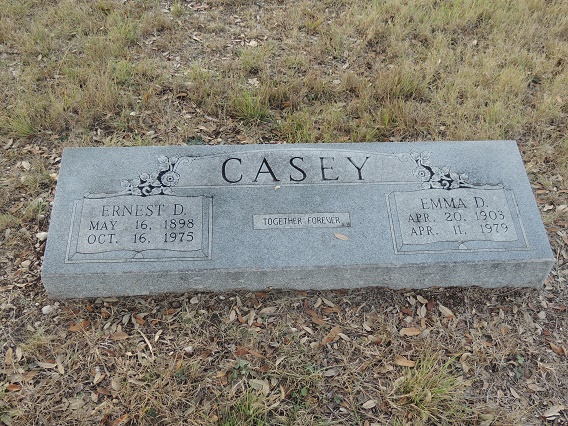 CASEY
ERNEST D.
MAY 16, 1898
OCT. 16, 1975
TOGETHER FOREVER
EMMA D.
APR. 20, 1903
APR. 11, 1979